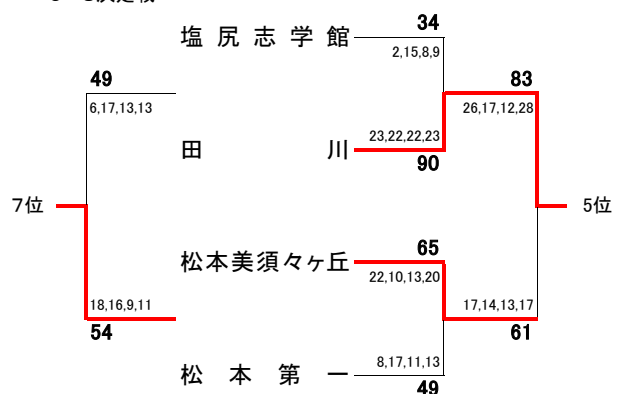 塩尻志学館
34
2,15,8,9
49
6,17,13,13
83
26,17,12,28
田川
23,22,22,23
90
7位
5位
松本美須々ヶ丘
65
22,10,13,20
18,16,9,11
54
17,14,13,17
61
松本第一
8,17,11,13
49